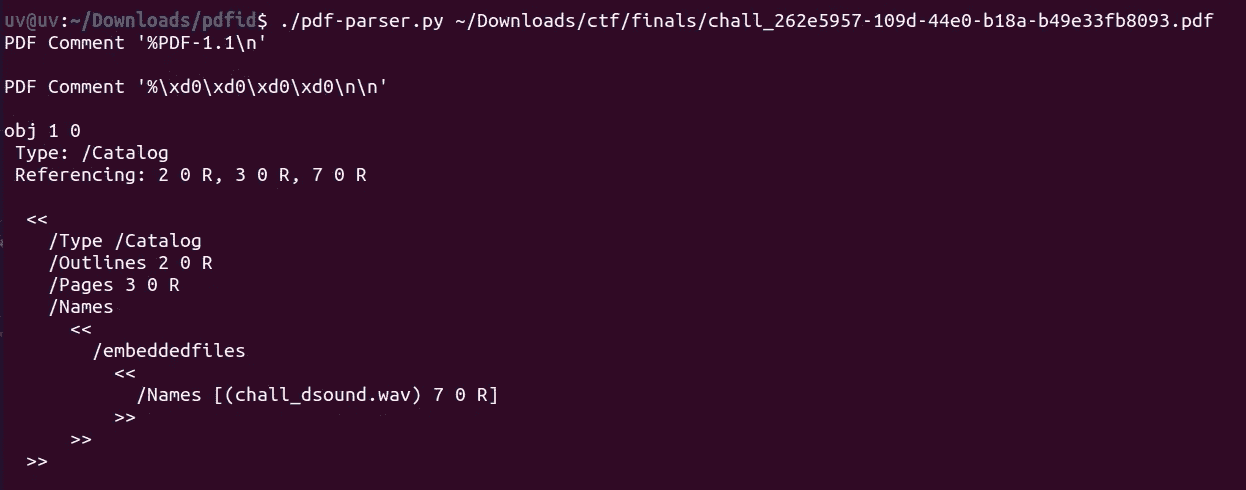 uv@uv:~/Downloads/pdfid$ ./pdf-parser.py ~/Downloads/ctf/finals/chall_262e5957-109d-44e0-b18a-b49e33fb8093.pdf
PDF Comment '%PDF-1.1\n'

PDF Comment '%\xd0\xd0\xd0\xd0\n\n'

obj 1 0
 Type: /Catalog
 Referencing: 2 0 R, 3 0 R, 7 0 R

  <<
    /Type /Catalog
    /Outlines 2 0 R
    /Pages 3 0 R
    /Names
      <<
        /embeddedfiles
          <<
            /Names [(chall_dsound.wav) 7 0 R]
          >>
      >>
  >>